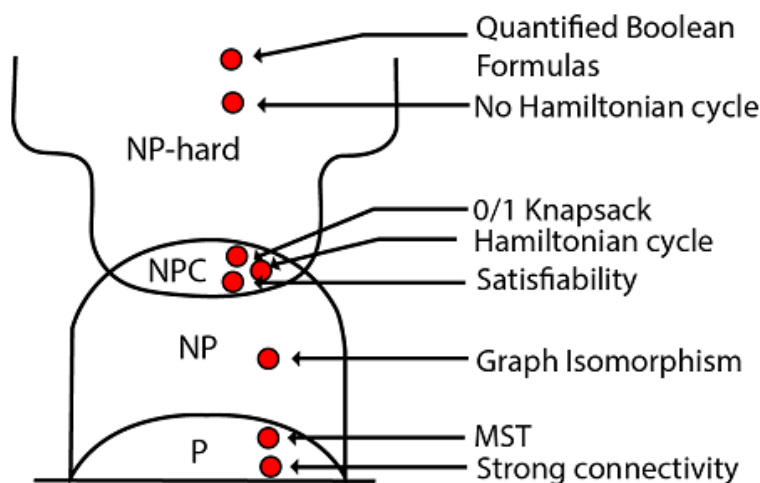 Quantified Boolean
Formulas
No Hamiltonian cycle
NP-hard
0/1 Knapsack
Hamiltonian cycle
NPC
Satisfiability
NP
Graph Isomorphism
MST
P
Strong connectivity